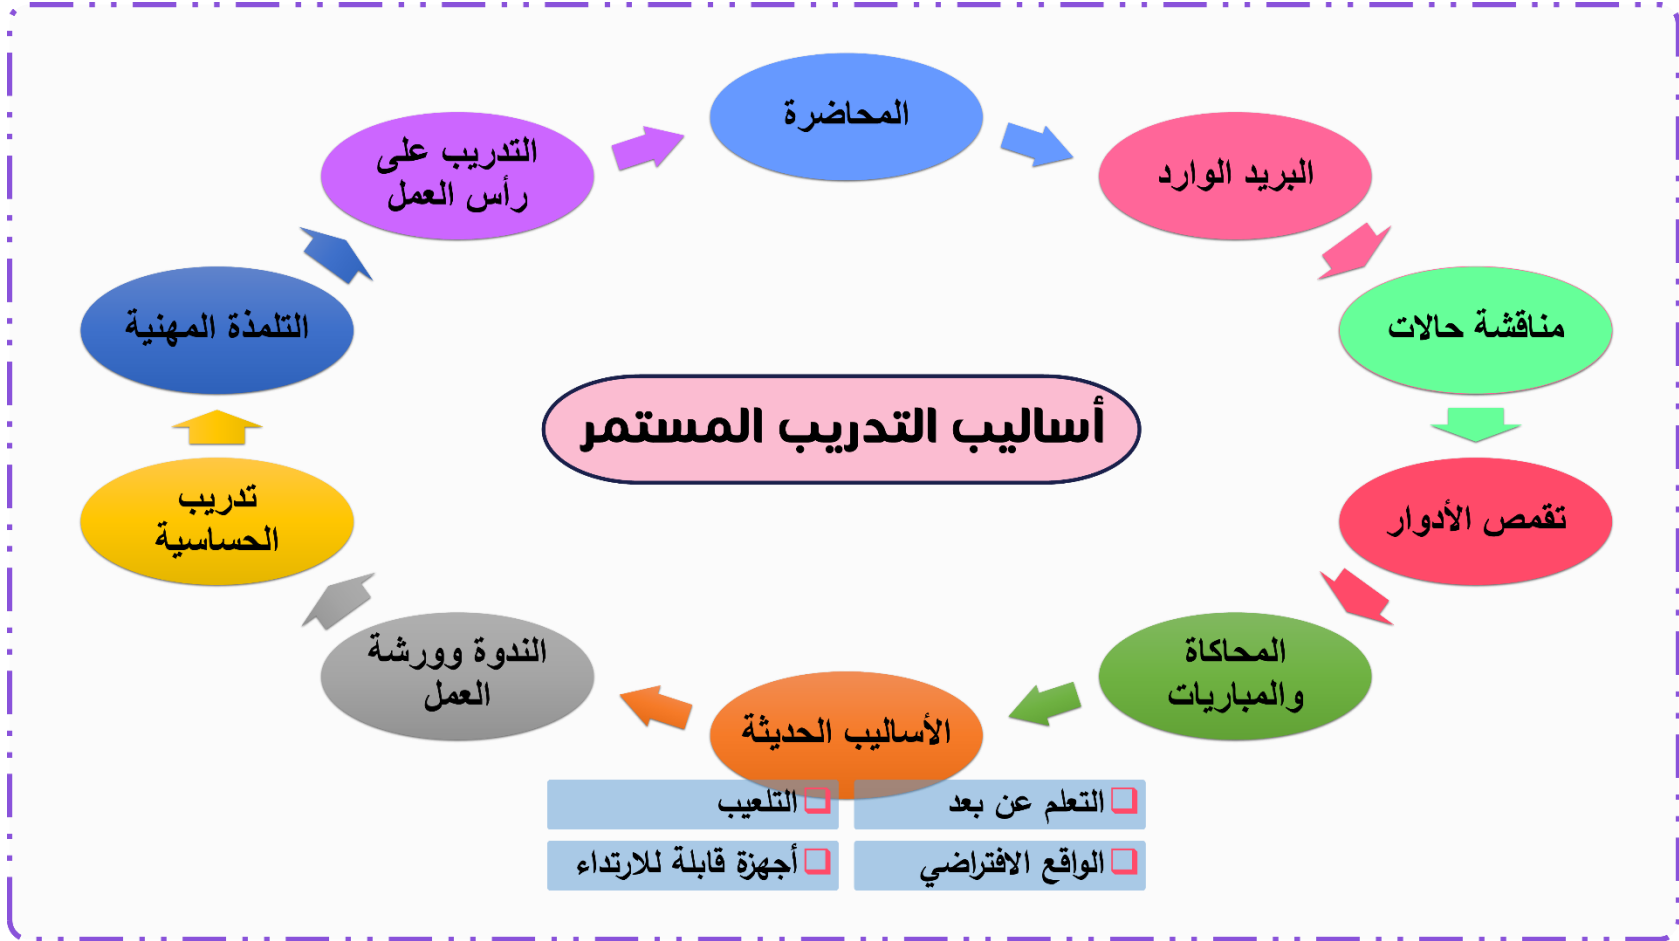 أساليب التدريب المستمر
المحاضرة
البريد الوارد
مناقشة حالات
تقمص الأدوار
المحاكاة
والمباريات
الأساليب الحديثة
التعلم عن بعد
التلعيب
الواقع الافتراضي
أجهزة قابلة للارتداء
الندوة وورشة
العمل
تدريب
الحساسية
التلمذة المهنية
التدريب على
رأس العمل